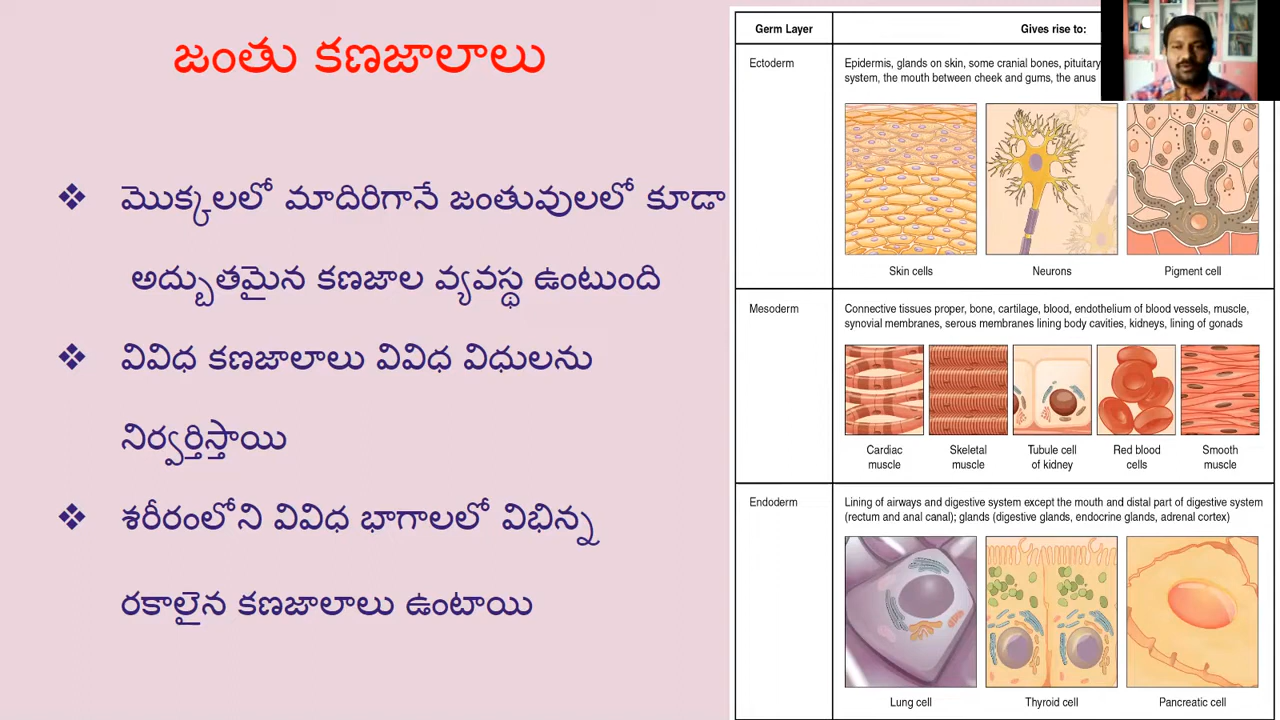 జంతు కణజాలాలు
❖ మొక్కలలో మాదిరిగానే జంతువులలో కూడా
అద్బుతమైన కణజాల వ్యవస్థ ఉంటుంది
❖ వివిధ కణజాలాలు వివిధ విధులను
నిర్వర్తిస్తాయి
❖ శరీరంలోని వివిధ భాగాలలో విభిన్న
రకాలైన కణజాలాలు ఉంటాయి
Germ Layer Gives rise to:
Ectoderm
Epidermis, glands on skin, some cranial bones, pituitary
system, the mouth between cheek and gums, the anus
Skin cells Neurons Pigment cell
Mesoderm
Connective tissues proper, bone, cartilage, blood, endothelium of blood vessels, muscle,
synovial membranes, serous membranes lining body cavities, kidneys, lining of gonads
Cardiac muscle Skeletal muscle Tubule cell of kidney Red blood cells Smooth muscle
Endoderm
Lining of airways and digestive system except the mouth and distal part of digestive system
(rectum and anal canal); glands (digestive glands, endocrine glands, adrenal cortex)
Lung cell Thyroid cell Pancreatic cell